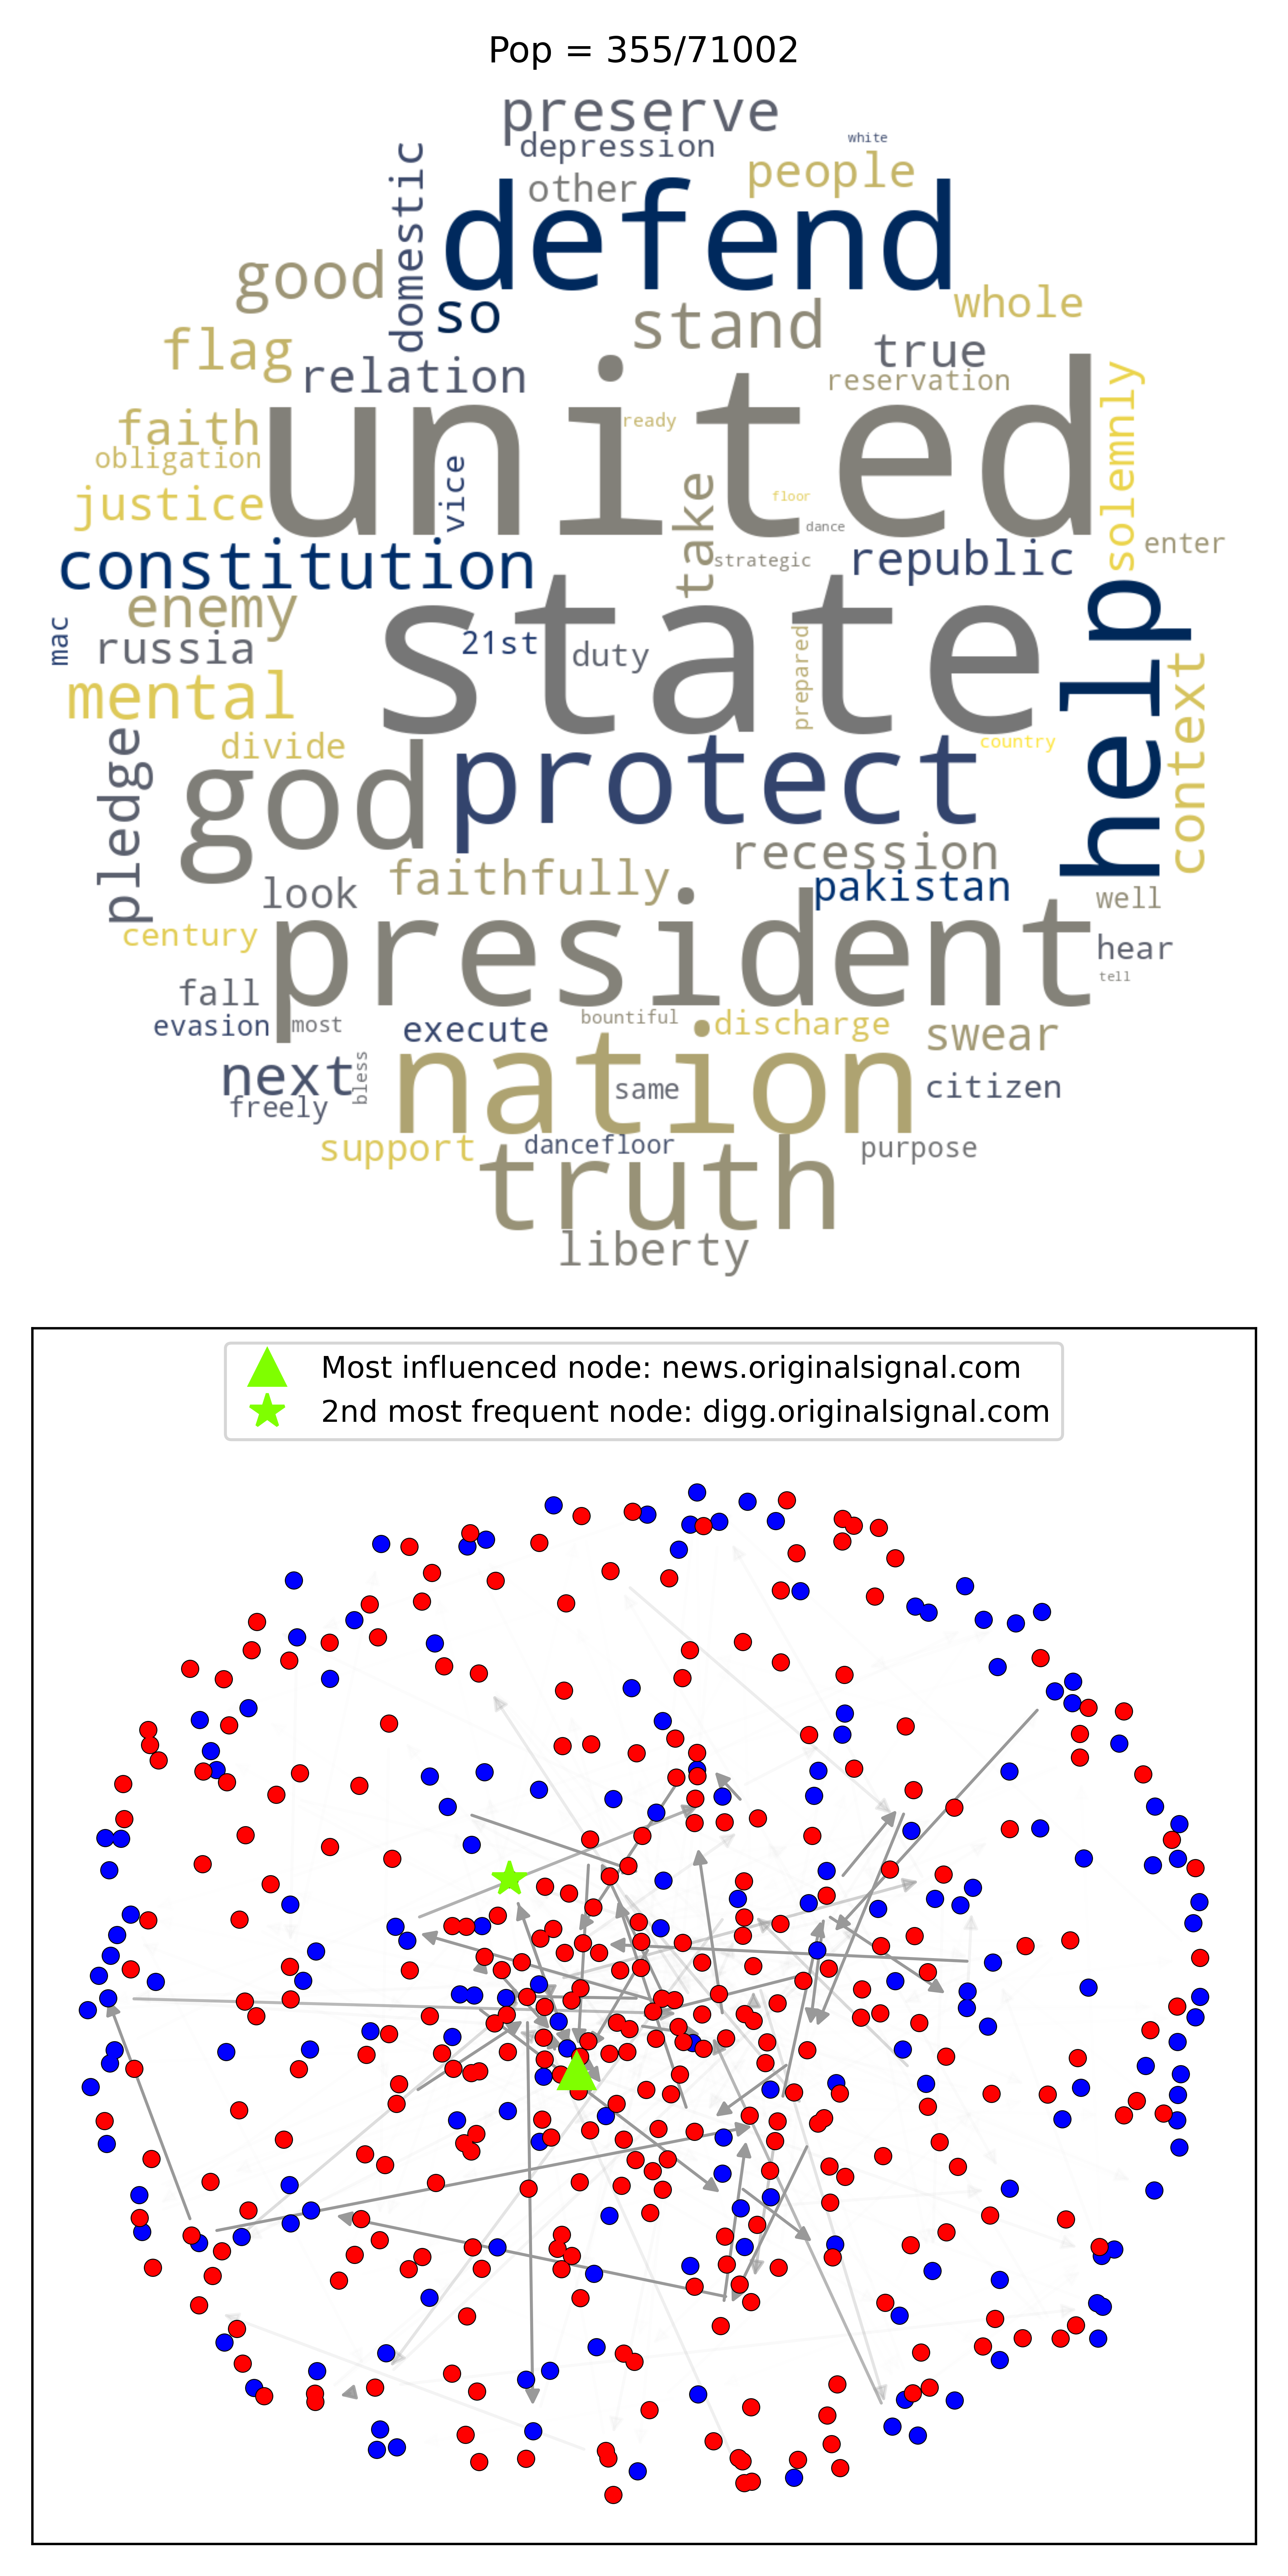 Pop = 355/71002
preserve
white
depression
domestic
people
other
defend
good
so
whole
stand
flag
true
relation
reservation
united
solemnly
ready
faith
obligation
vice
take
justice
floor
dance
enter
constitution
strategic
republic
state
help
enemy
mac
21st
russia
duty
prepared
context
mental
divide
country
pledge
god
protect
recession
look
faithfully
pakistan
president
well
century
hear
tell
fall
evasion
most
execute
bountiful
discharge
swear
nation
next
bless
same
citizen
freely
support
dancefloor
purpose
truth
liberty
Most influenced node: news.originalsignal.com
2nd most frequent node: digg.originalsignal.com